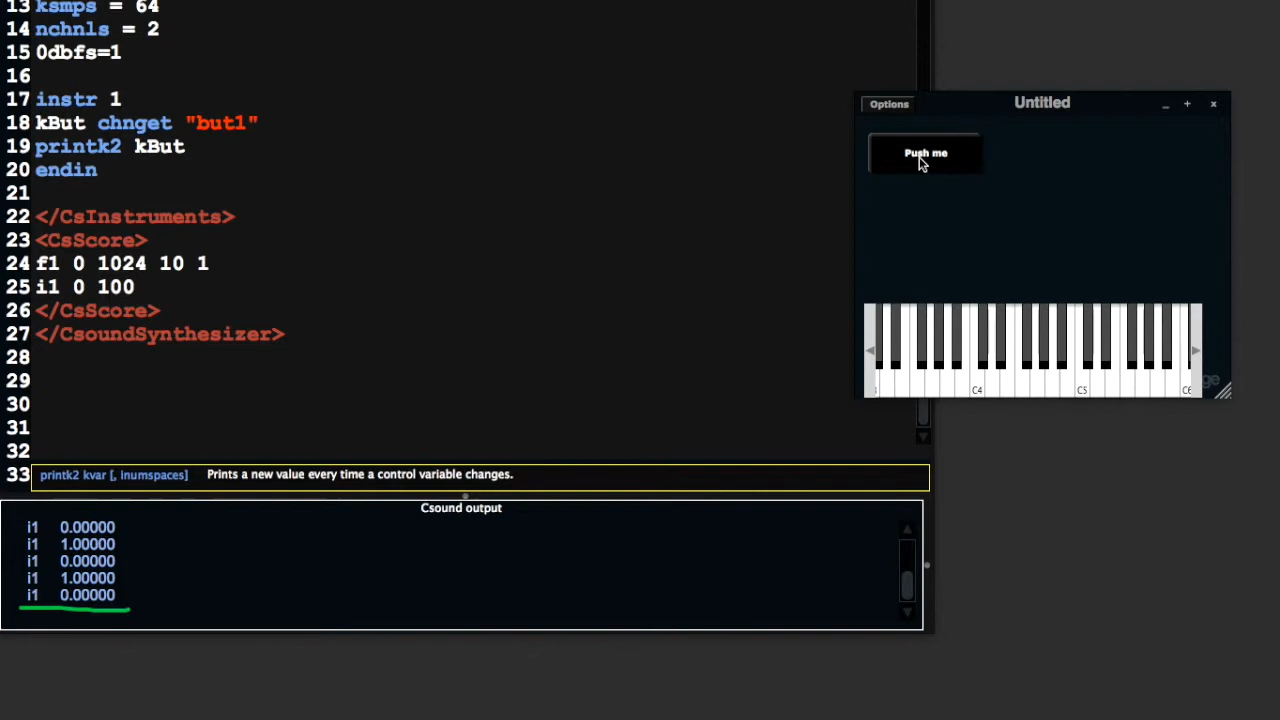 13 ksmps = 64
14 nchnls = 2
15 0dbfs=1
16
17 instr 1
18 kBut chnget "but1"
19 printk2 kBut
20 endin
21
22 </CsInstruments>
23 <CsScore>
24 f1 0 1024 10 1
25 i1 0 100
26 </CsScore>
27 </CsoundSynthesizer>
28
29
30
31
32
33
printk2 kvar [, inumspaces] Prints a new value every time a control variable changes.
Csound output
i1 0.00000
i1 1.00000
i1 0.00000
i1 1.00000
i1 0.00000
Options Untitled
Push me
C4 C5 C6